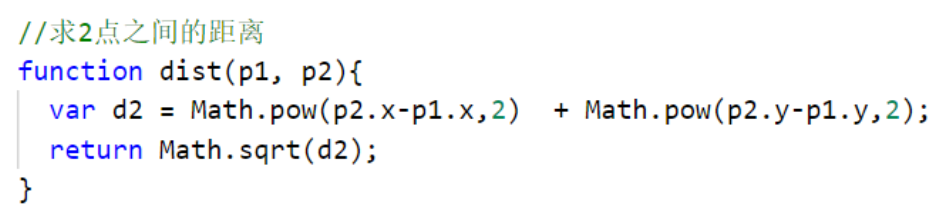 //求2点之间的距离
function dist(p1, p2){
  var d2 = Math.pow(p2.x-p1.x,2)  + Math.pow(p2.y-p1.y,2);
  return Math.sqrt(d2);
}